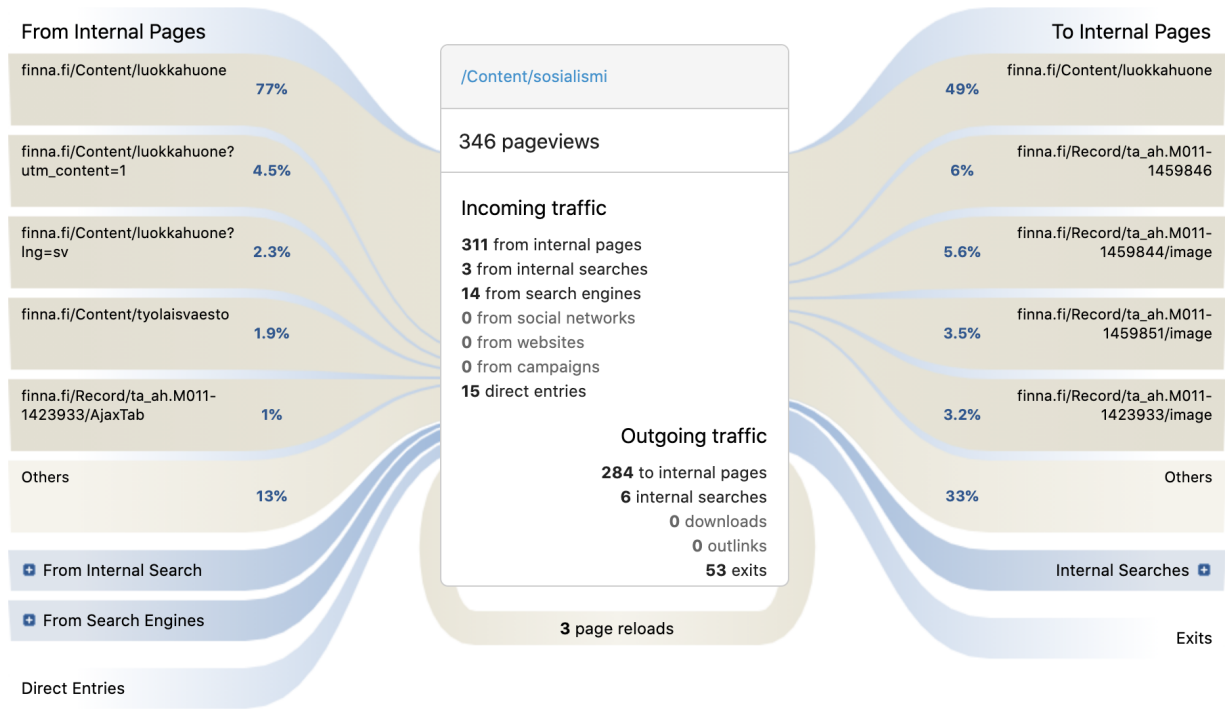 From Internal Pages
finna.fi/Content/luokkahuone
77%
finna.fi/Content/luokkahuone?
utm_content=1
4.5%
finna.fi/Content/luokkahuone?
lng=sv
2.3%
finna.fi/Content/tyolaisvaesto
1.9%
finna.fi/Record/ta_ah.M011-
1423933/AjaxTab
1%
Others
13%
From Internal Search
From Search Engines
Direct Entries
/Content/sosialismi
346 pageviews
Incoming traffic
311 from internal pages
3 from internal searches
14 from search engines
0 from social networks
0 from websites
0 from campaigns
15 direct entries
Outgoing traffic
284 to internal pages
6 internal searches
0 downloads
0 outlinks
53 exits
3 page reloads
To Internal Pages
finna.fi/Content/luokkahuone
49%
finna.fi/Record/ta_ah.M011-
1459846
6%
finna.fi/Record/ta_ah.M011-
1459844/image
5.6%
finna.fi/Record/ta_ah.M011-
1459851/image
3.5%
finna.fi/Record/ta_ah.M011-
1423933/image
3.2%
Others
33%
Internal Searches
Exits